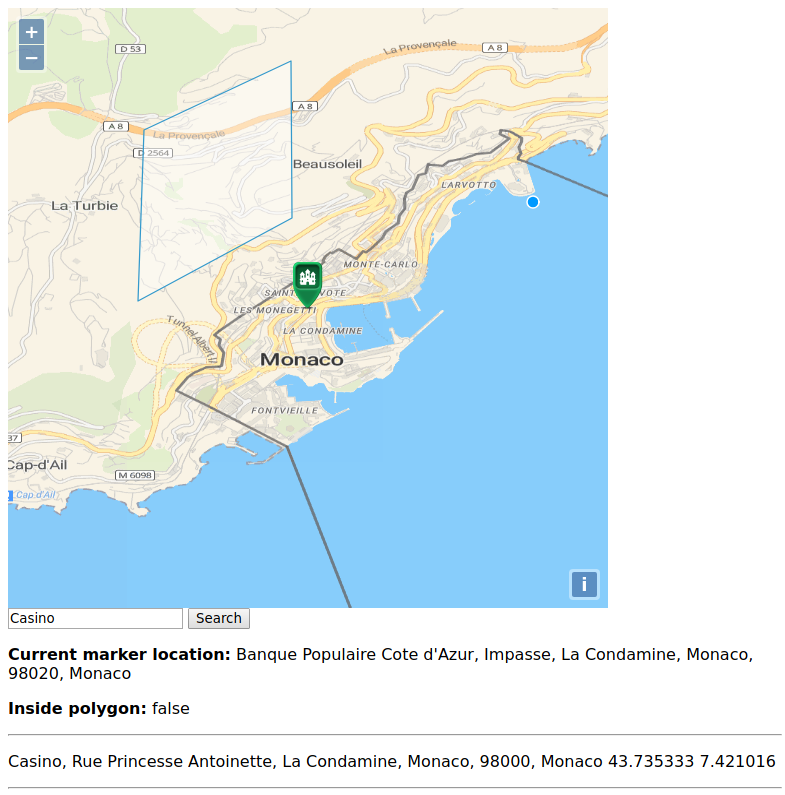 +
−
D 53
La Provençale
A 8
A 8
A 8
La Provençale
D 2564
Beausoleil
LARVOTTO
La Turbie
MONTE-CARLO
LES MONEGETTI
Tunnel Albert II
LA CONDAMINE
Monaco
FONTVIEILLE
37
Cap-d'Ail
M 6098
Cap d'Ail
i
Casino
Search
Current marker location: Banque Populaire Cote d'Azur, Impasse, La Condamine, Monaco,
98020, Monaco
Inside polygon: false
Casino, Rue Princesse Antoinette, La Condamine, Monaco, 98000, Monaco 43.735333 7.421016